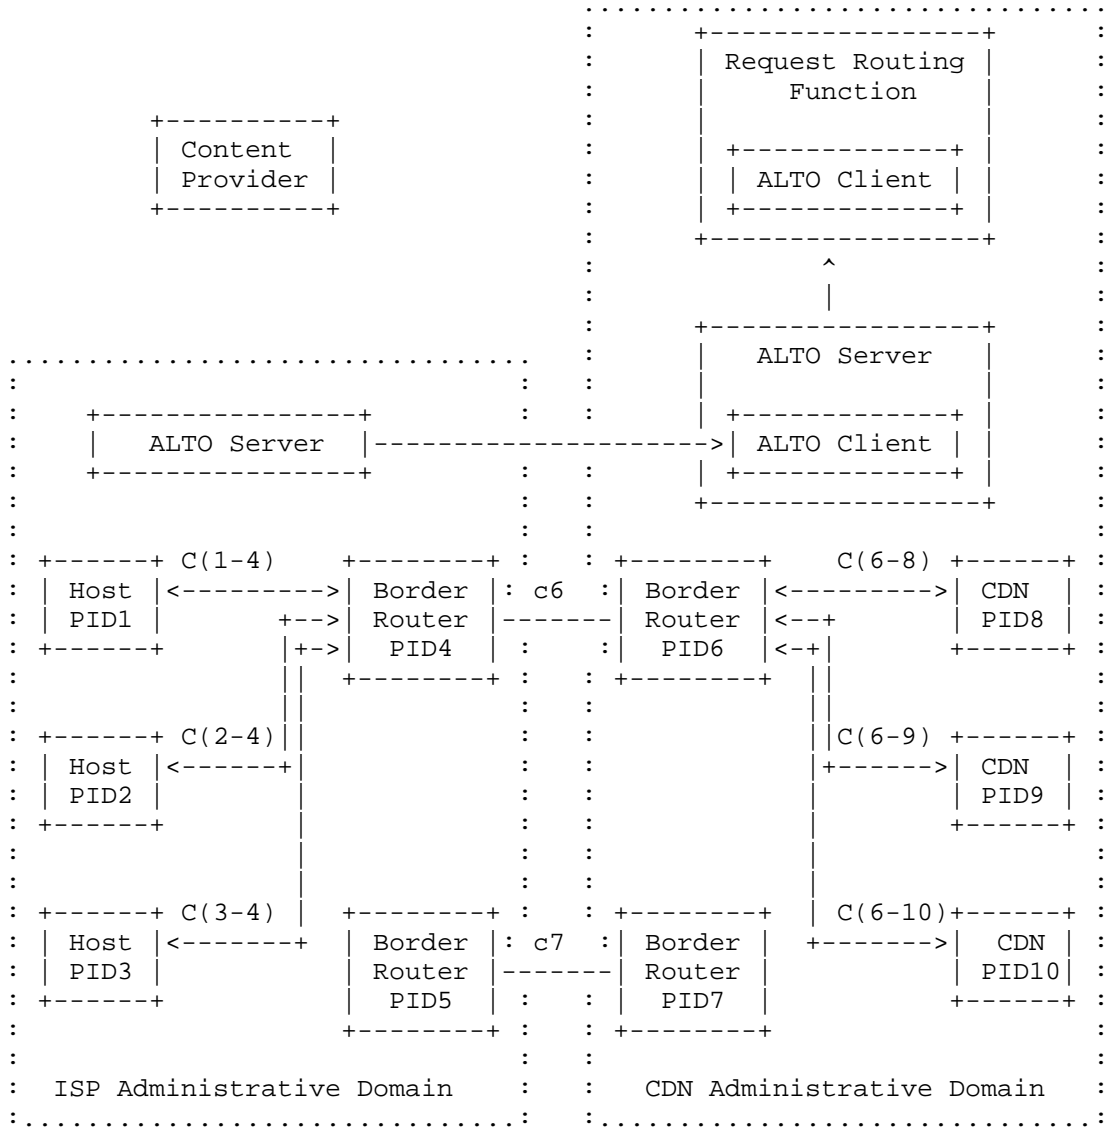 Request Routing
Function
Content
Provider
ALTO Client
ALTO Server
ALTO Server
ALTO Client
C(1-4)
C(6-8)
Host
PID1
Border
Router
PID4
c6
Border
Router
PID6
CDN
PID8
C(2-4)
C(6-9)
Host
PID2
CDN
PID9
C(3-4)
C(6-10)
Host
PID3
Border
Router
PID5
c7
Border
Router
PID7
CDN
PID10
ISP Administrative Domain
CDN Administrative Domain